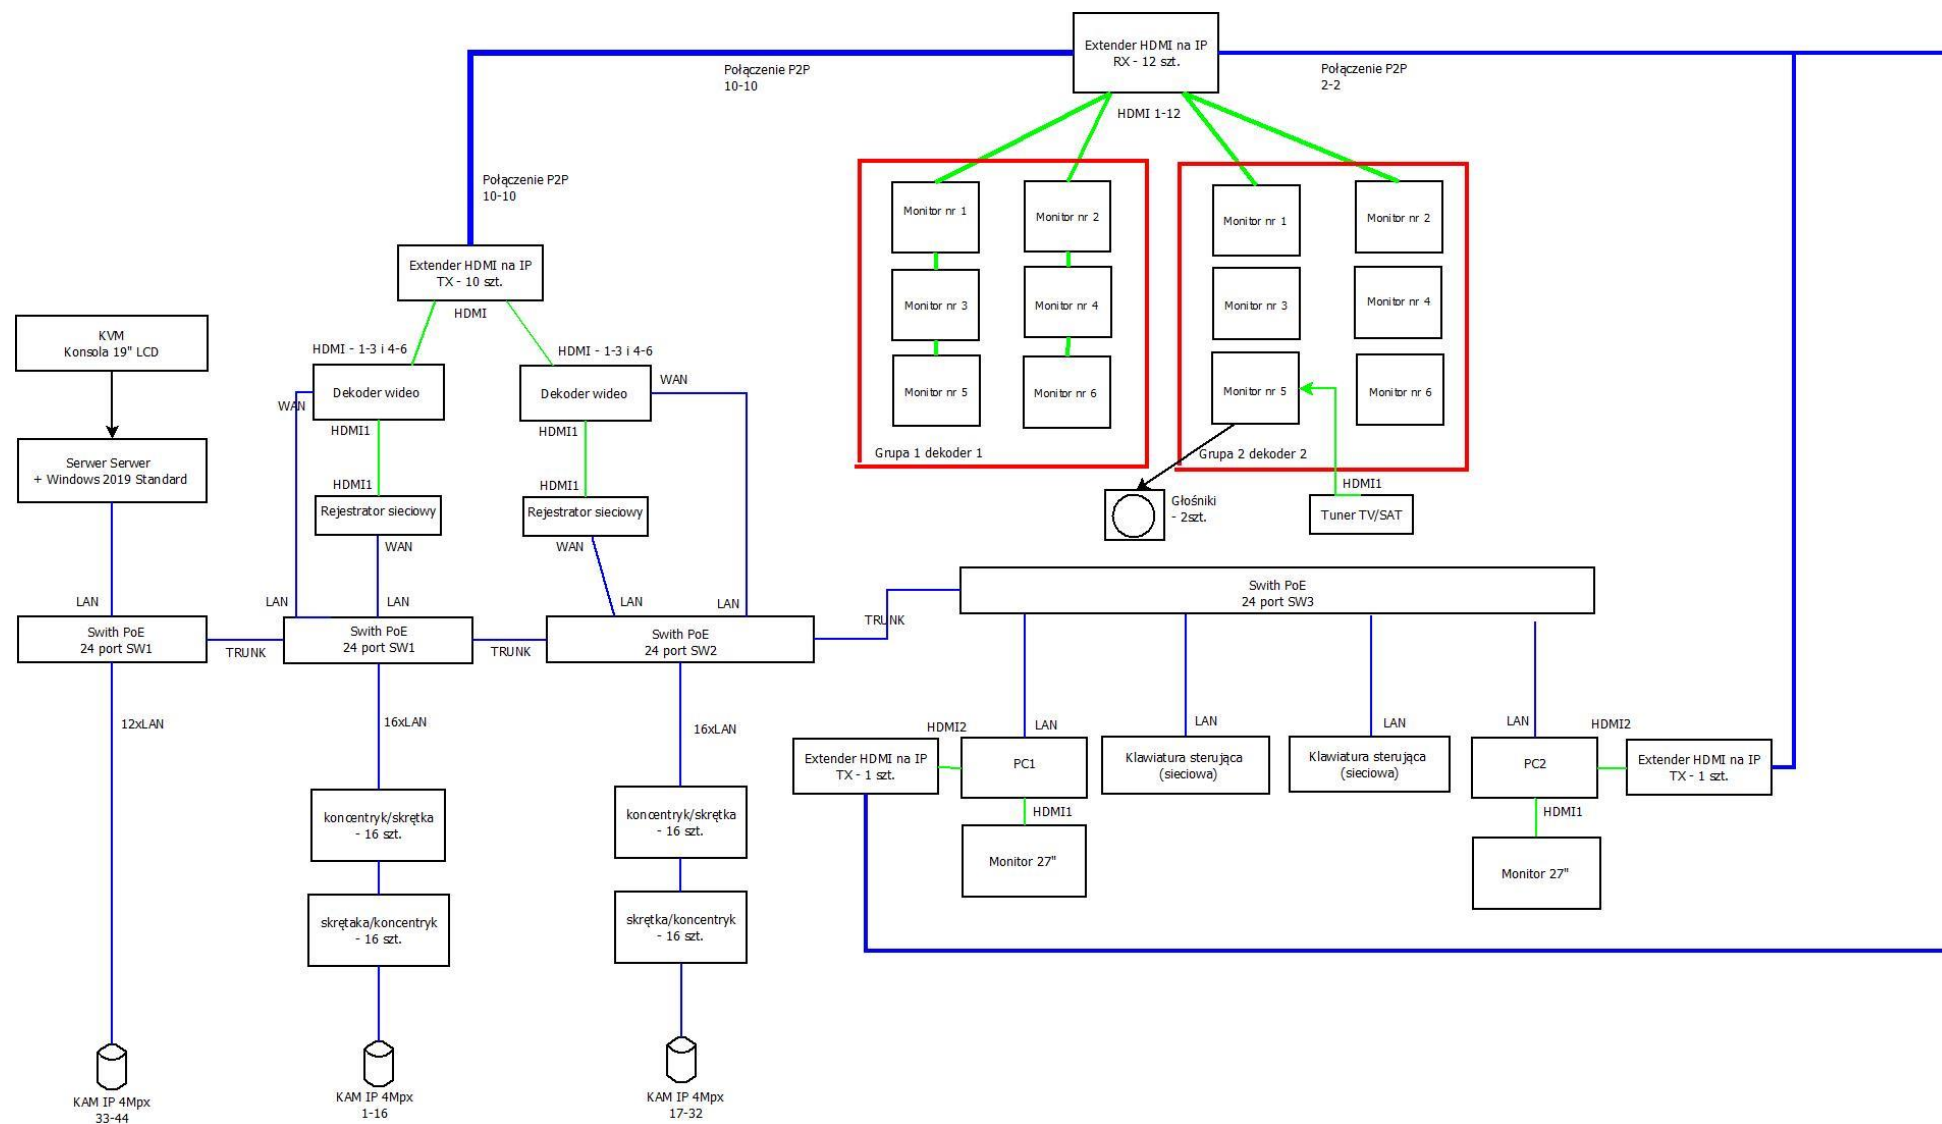 Extender HDMI na IP
RX - 12 szt.
Połączenie P2P
10-10
Połączenie P2P
2-2
HDMI 1-12
Połączenie P2P
10-10
Monitor nr 1
Monitor nr 2
Monitor nr 3
Monitor nr 4
Monitor nr 5
Monitor nr 6
Grupa 1 dekoder 1
Monitor nr 1
Monitor nr 2
Monitor nr 3
Monitor nr 4
Monitor nr 5
Monitor nr 6
Grupa 2 dekoder 2
HDMI1
Tuner TV/SAT
Głośniki
- 2szt.
Extender HDMI na IP
TX - 10 szt.
HDMI
KVM
Konsola 19" LCD
HDMI - 1-3 i 4-6
HDMI - 1-3 i 4-6
WAN
Dekoder wideo
Dekoder wideo
WAN
HDMI1
HDMI1
Serwer Serwer
+ Windows 2019 Standard
HDMI1
HDMI1
Rejestrator sieciowy
Rejestrator sieciowy
WAN
WAN
LAN
LAN
LAN
LAN
LAN
Swith PoE
24 port SW1
TRUNK
Swith PoE
24 port SW1
TRUNK
Swith PoE
24 port SW2
TRUNK
Swith PoE
24 port SW3
12xLAN
16xLAN
16xLAN
HDMI2
LAN
LAN
LAN
LAN
HDMI2
Extender HDMI na IP
TX - 1 szt.
PC1
Klawiatura sterująca
(sieciowa)
Klawiatura sterująca
(sieciowa)
PC2
Extender HDMI na IP
TX - 1 szt.
HDMI1
HDMI1
Monitor 27"
Monitor 27"
koncentryk/skrętka
- 16 szt.
koncentryk/skrętka
- 16 szt.
skrętaka/koncentryk
- 16 szt.
skrętka/koncentryk
- 16 szt.
KAM IP 4Mpx
33-44
KAM IP 4Mpx
1-16
KAM IP 4Mpx
17-32